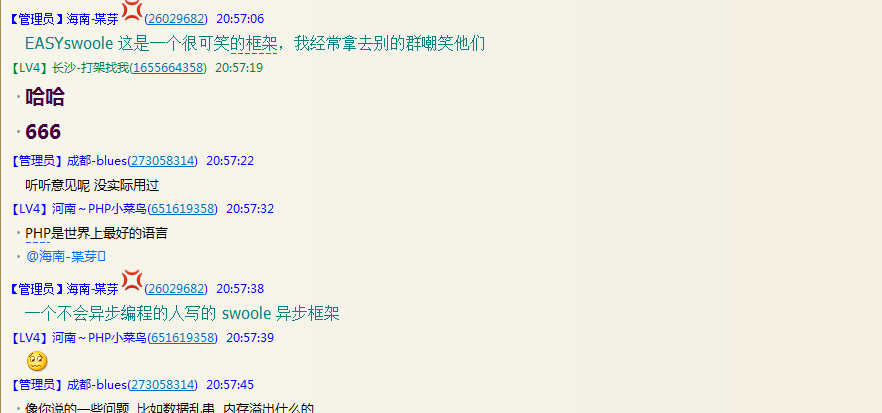 【管理员】海南-某芽(26029682) 20:57:06
EASYswoole 这是一个很可笑的框架，我经常拿去别的群嘲笑他们
【LV4】长沙-打架找我(1655664358) 20:57:19
哈哈
666
【管理员】成都-blues(273058314) 20:57:22
听听意见呢 没实际用过
【LV4】河南～PHP小菜鸟(651619358) 20:57:32
PHP是世界上最好的语言
@海南-某芽
【管理员】海南-某芽(26029682) 20:57:38
一个不会异步编程的人写的 swoole 异步框架
【LV4】河南～PHP小菜鸟(651619358) 20:57:39
【管理员】成都-blues(273058314) 20:57:45
像你说的一些问题 比如数据乱串 内存溢出什么的